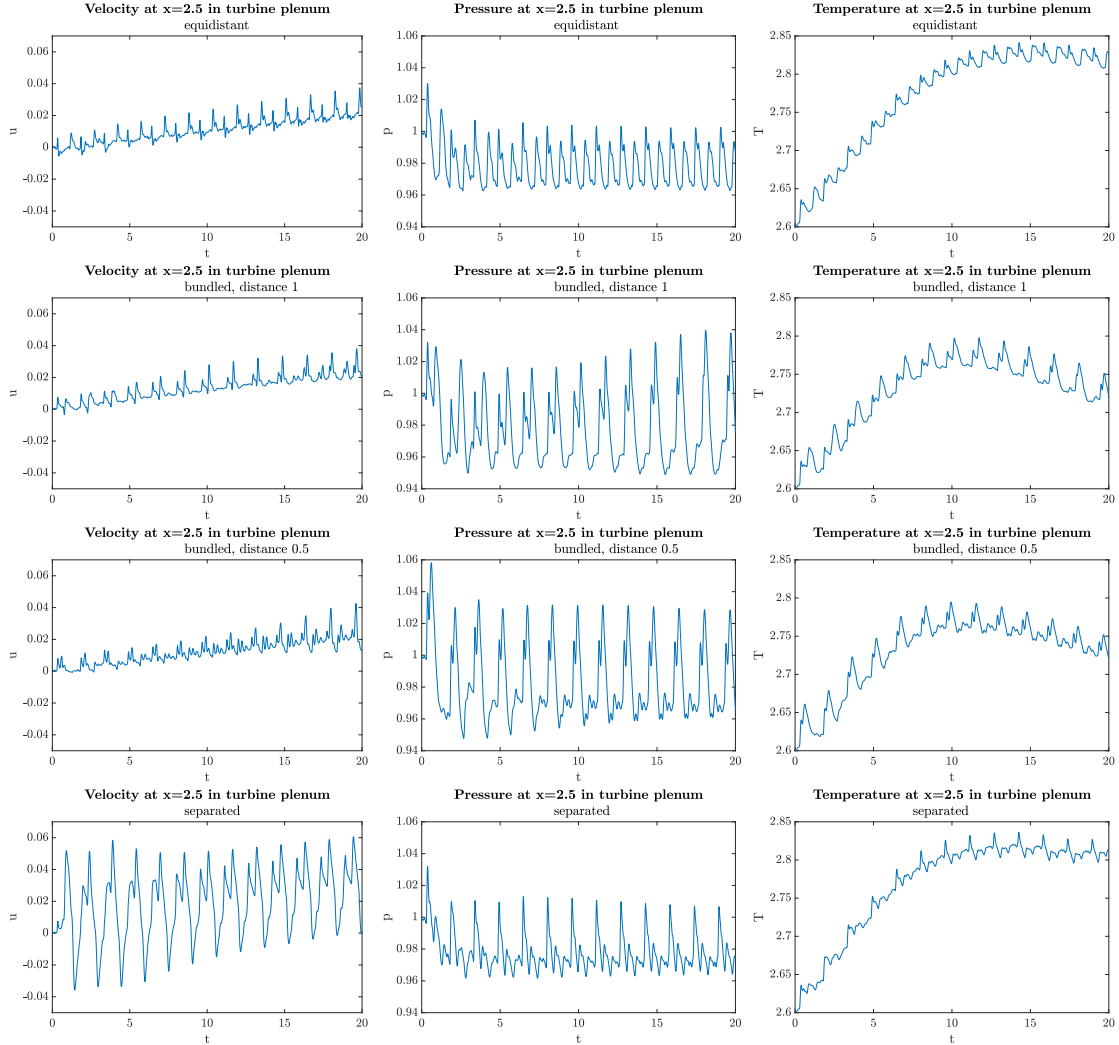 Velocity at x=2.5 in turbine plenum
equidistant
0.06
0.04
0.02
0
-0.02
-0.04
u
0 5 10 15 20
t
Pressure at x=2.5 in turbine plenum
equidistant
1.06
1.04
1.02
1
0.98
0.96
0.94
p
0 5 10 15 20
t
Temperature at x=2.5 in turbine plenum
equidistant
2.85
2.8
2.75
2.7
2.65
2.6
T
0 5 10 15 20
t
Velocity at x=2.5 in turbine plenum
bundled, distance 1
0.06
0.04
0.02
0
-0.02
-0.04
u
0 5 10 15 20
t
Pressure at x=2.5 in turbine plenum
bundled, distance 1
1.06
1.04
1.02
1
0.98
0.96
0.94
p
0 5 10 15 20
t
Temperature at x=2.5 in turbine plenum
bundled, distance 1
2.85
2.8
2.75
2.7
2.65
2.6
T
0 5 10 15 20
t
Velocity at x=2.5 in turbine plenum
bundled, distance 0.5
0.06
0.04
0.02
0
-0.02
-0.04
u
0 5 10 15 20
t
Pressure at x=2.5 in turbine plenum
bundled, distance 0.5
1.06
1.04
1.02
1
0.98
0.96
0.94
p
0 5 10 15 20
t
Temperature at x=2.5 in turbine plenum
bundled, distance 0.5
2.85
2.8
2.75
2.7
2.65
2.6
T
0 5 10 15 20
t
Velocity at x=2.5 in turbine plenum
separated
0.06
0.04
0.02
0
-0.02
-0.04
u
0 5 10 15 20
t
Pressure at x=2.5 in turbine plenum
separated
1.06
1.04
1.02
1
0.98
0.96
0.94
p
0 5 10 15 20
t
Temperature at x=2.5 in turbine plenum
separated
2.85
2.8
2.75
2.7
2.65
2.6
T
0 5 10 15 20
t